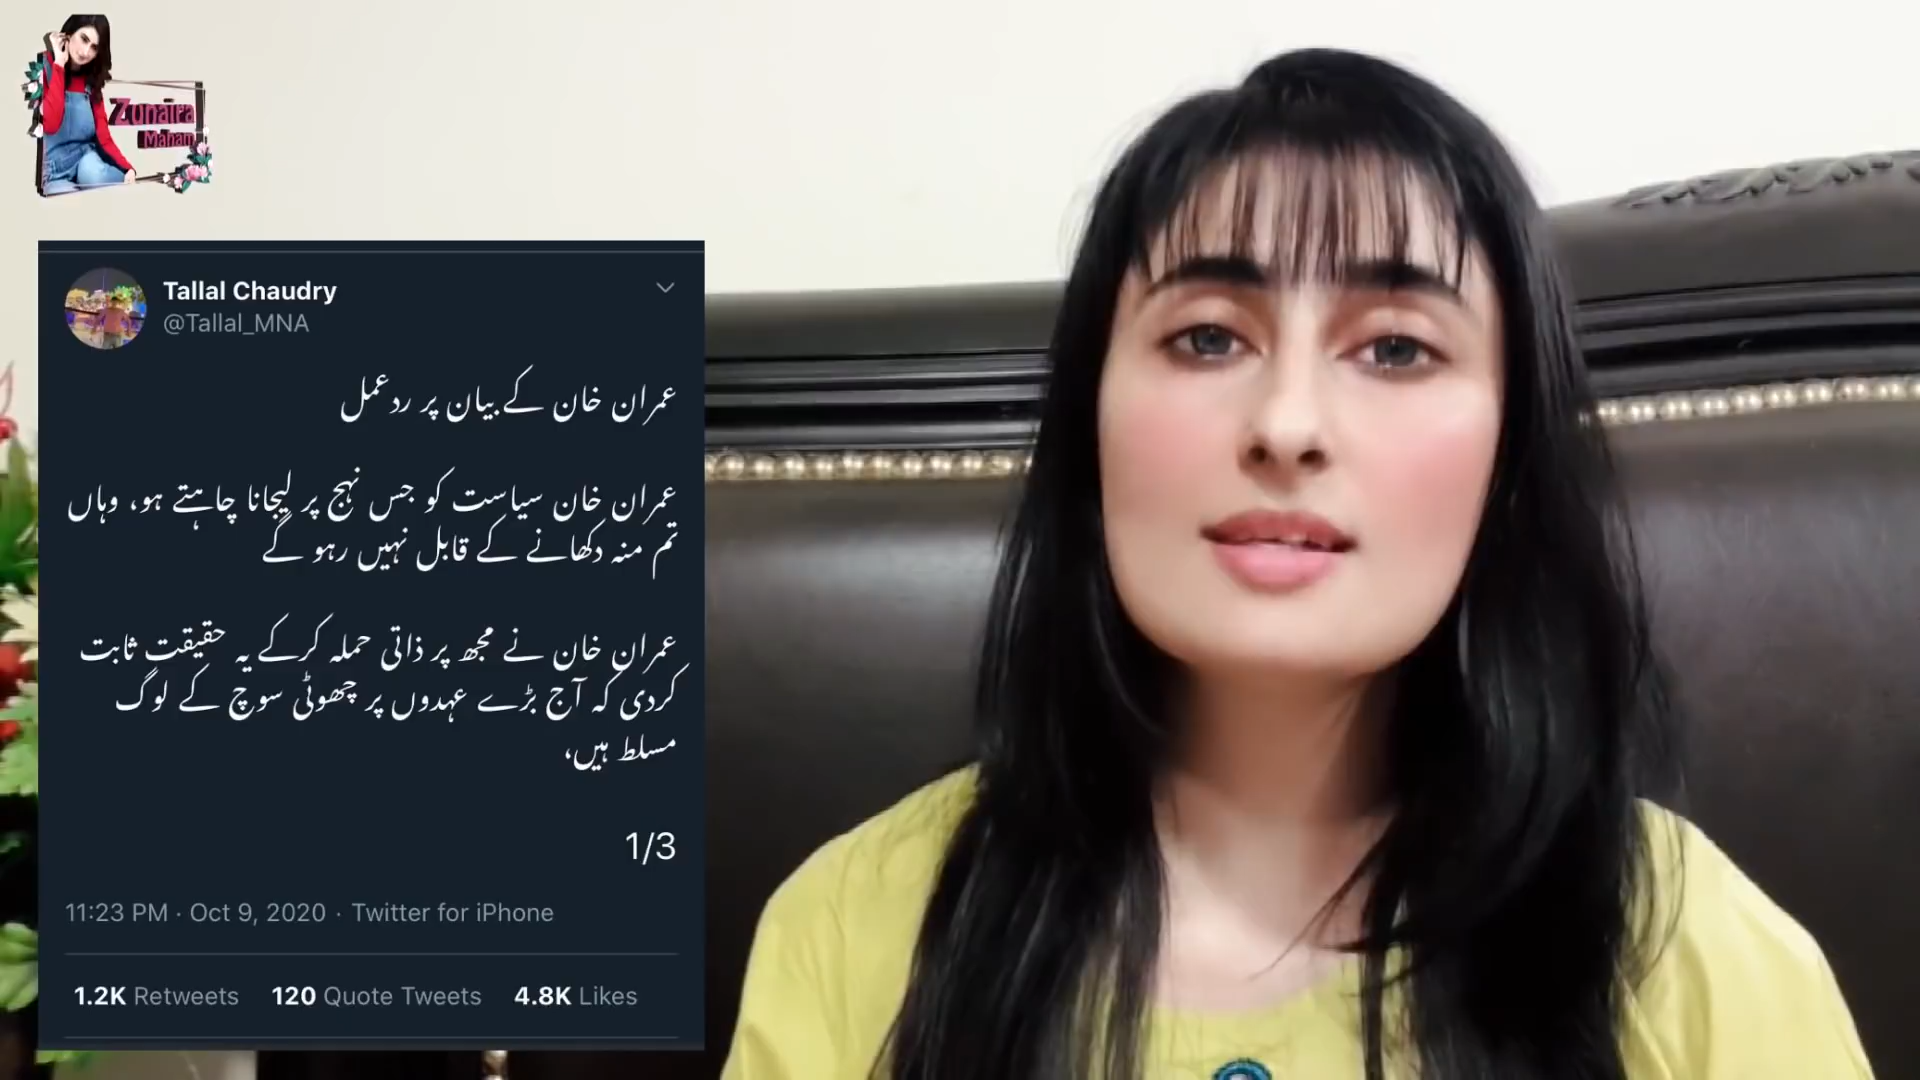 Zunaira
Maham
Tallal Chaudry
@Tallal_MNA
عمران خان کے بیان پر ردعمل
عمران خان سیاست کو جس نہج پر لیجانا چاہتے ہو، وہاں
تم منہ دکھانے کے قابل نہیں رہو گے
عمران خان نے مجھ پر ذاتی حملہ کرکے یہ حقیقت ثابت
کردی کہ آج بڑے عہدوں پر چھوٹی سوچ کے لوگ
مسلط ہیں،
1/3
11:23 PM · Oct 9, 2020 · Twitter for iPhone
1.2K Retweets 120 Quote Tweets 4.8K Likes